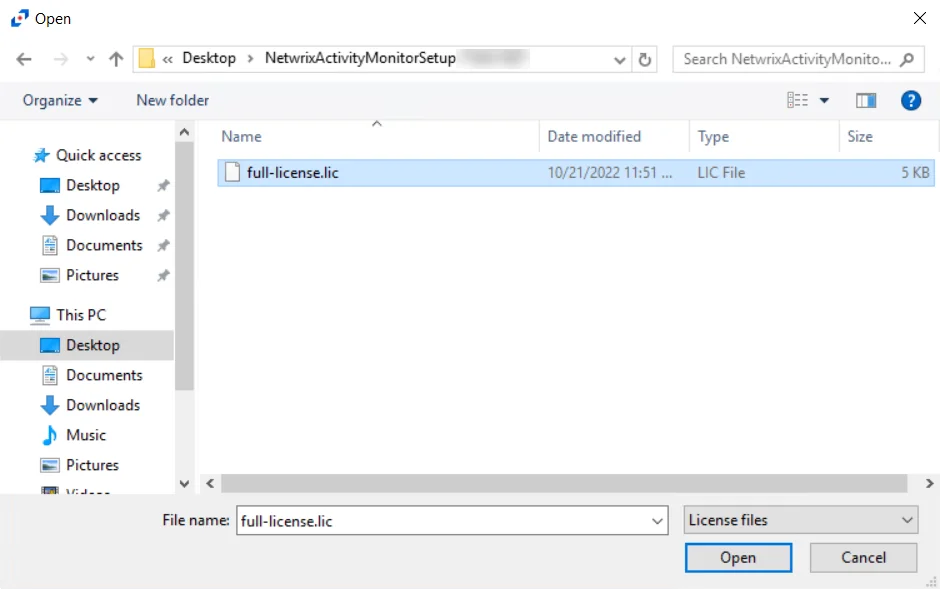 Open
« Desktop > NetwrixActivityMonitorSetup
Search NetwrixActivityMonito...
Organize
New folder
Name
Date modified
Type
Size
full-license.lic
10/21/2022 11:51 ...
LIC File
5 KB
Quick access
Desktop
Downloads
Documents
Pictures
This PC
Desktop
Documents
Downloads
Music
Pictures
Videos
File name:
full-license.lic
License files
Open
Cancel